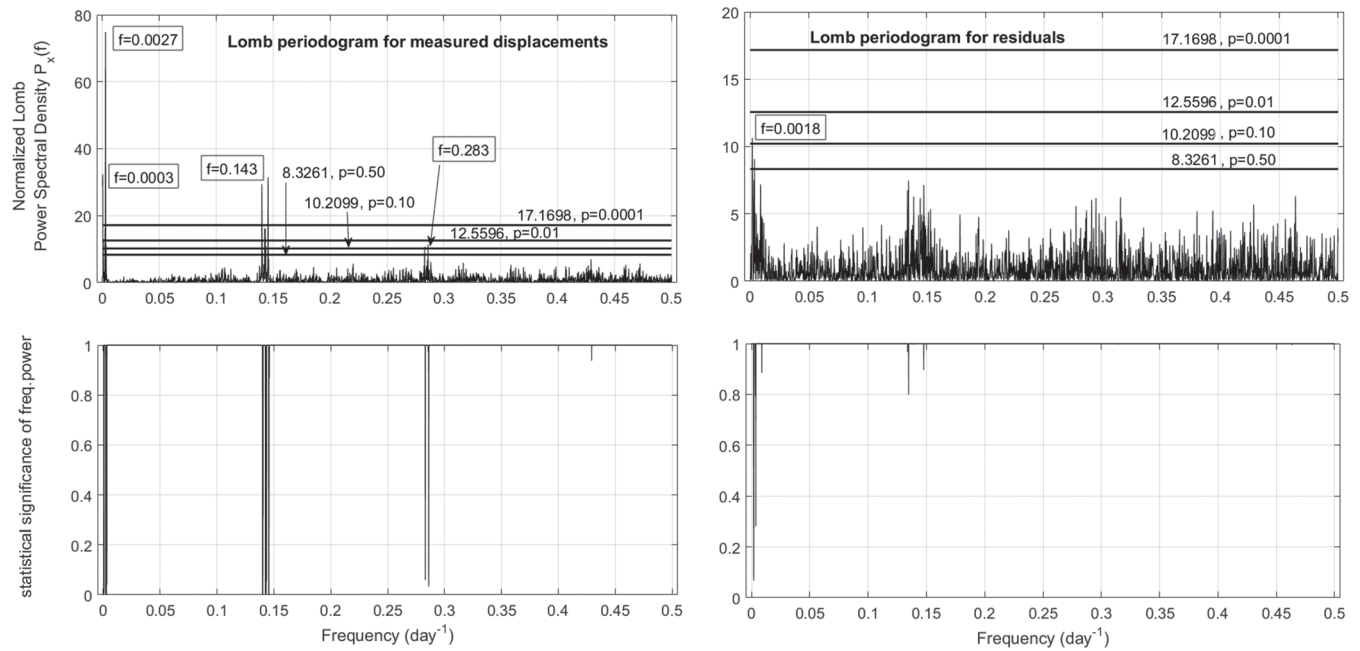 Normalized Lomb
Power Spectral Density Pₓ(f)
80
60
40
20
0
Lomb periodogram for measured displacements
f=0.0027
f=0.0003
f=0.143
f=0.283
8.3261, p=0.50
10.2099, p=0.10
17.1698, p=0.0001
12.5596, p=0.01
0 0.05 0.1 0.15 0.2 0.25 0.3 0.35 0.4 0.45 0.5
20
15
10
5
0
Lomb periodogram for residuals
17.1698, p=0.0001
12.5596, p=0.01
f=0.0018
10.2099, p=0.10
8.3261, p=0.50
0 0.05 0.1 0.15 0.2 0.25 0.3 0.35 0.4 0.45 0.5
statistical significance of freq.power
1
0.8
0.6
0.4
0.2
0
0 0.05 0.1 0.15 0.2 0.25 0.3 0.35 0.4 0.45 0.5
Frequency (day⁻¹)
1
0.8
0.6
0.4
0.2
0
0 0.05 0.1 0.15 0.2 0.25 0.3 0.35 0.4 0.45 0.5
Frequency (day⁻¹)